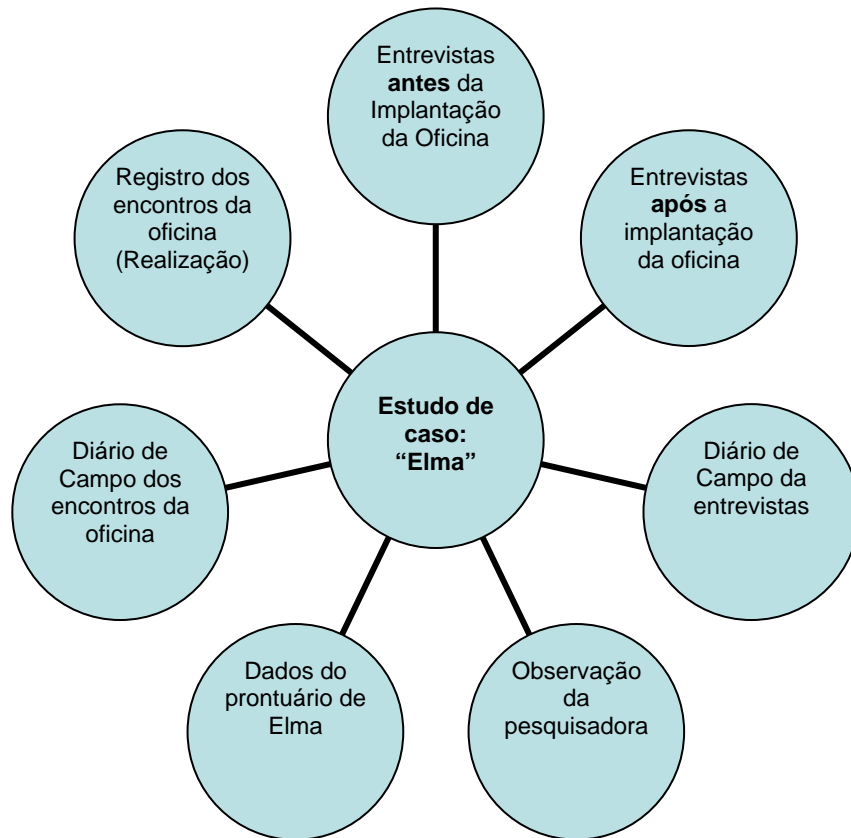 Entrevistas
antes da
Implantação
da Oficina
Registro dos
encontros da
oficina
(Realização)
Entrevistas
após a
implantação
da oficina
Estudo de
caso:
“Elma”
Diário de
Campo dos
encontros da
oficina
Diário de
Campo da
entrevistas
Dados do
prontuário de
Elma
Observação
da
pesquisadora